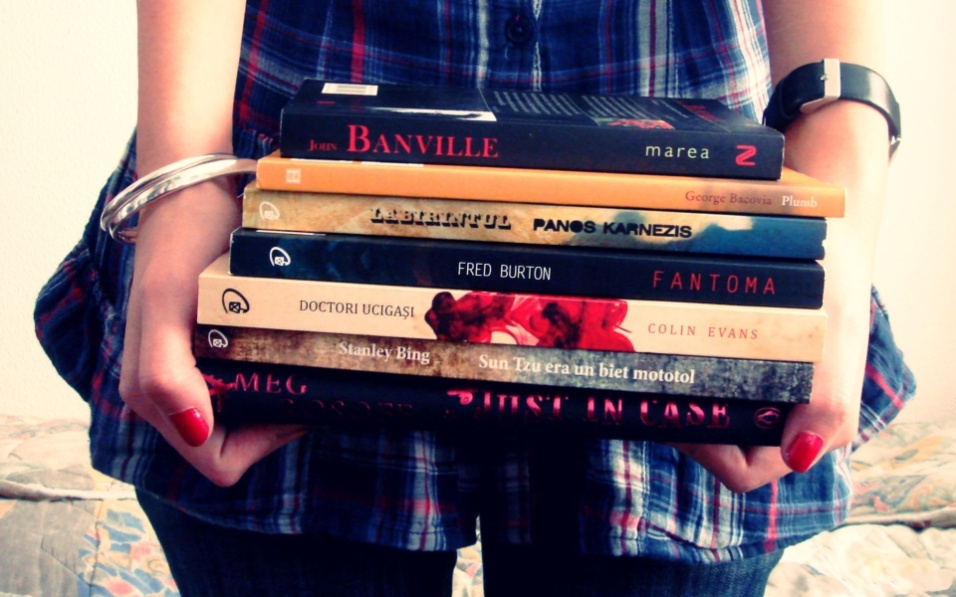 JOHN BANVILLE marea
George Bacovia Plumb
LABIRINTUL PANOS KARNEZIS
FRED BURTON FANTOMA
DOCTORI UCIGAȘI COLIN EVANS
Stanley Bing Sun Tzu era un biet mototol
MEG JUST IN CASE